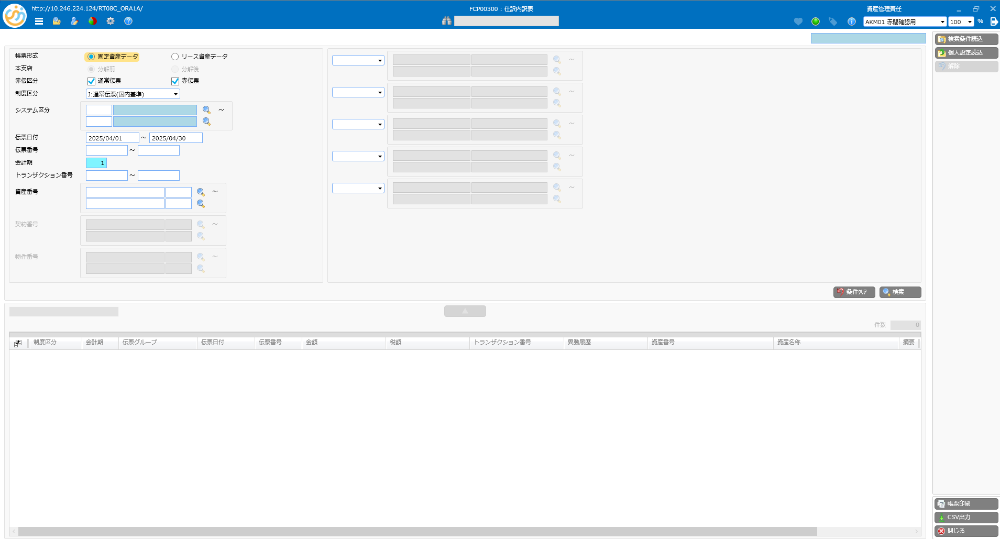 http://10.246.224.124/RT08C_ORA1A/
FCP00300 : 仕訳内訳表
資産管理責任
AKM01 赤間確認用
100
%
検索条件読込
個人設定読込
解除
帳票形式
固定資産データ
リース資産データ
本支店
分解前
分解後
赤伝区分
通常伝票
赤伝票
制度区分
J:通常伝票(国内基準)
システム区分
～
伝票日付
2025/04/01 ～ 2025/04/30
伝票番号
～
会計期
1
トランザクション番号
～
資産番号
～
契約番号
～
物件番号
～
～
～
～
～
～
条件ｸﾘｱ
検索
件数
0
制度区分 会計期 伝票グループ 伝票日付 伝票番号 金額 税額 トランザクション番号 異動履歴 資産番号 資産名称 摘要
帳票印刷
CSV出力
閉じる